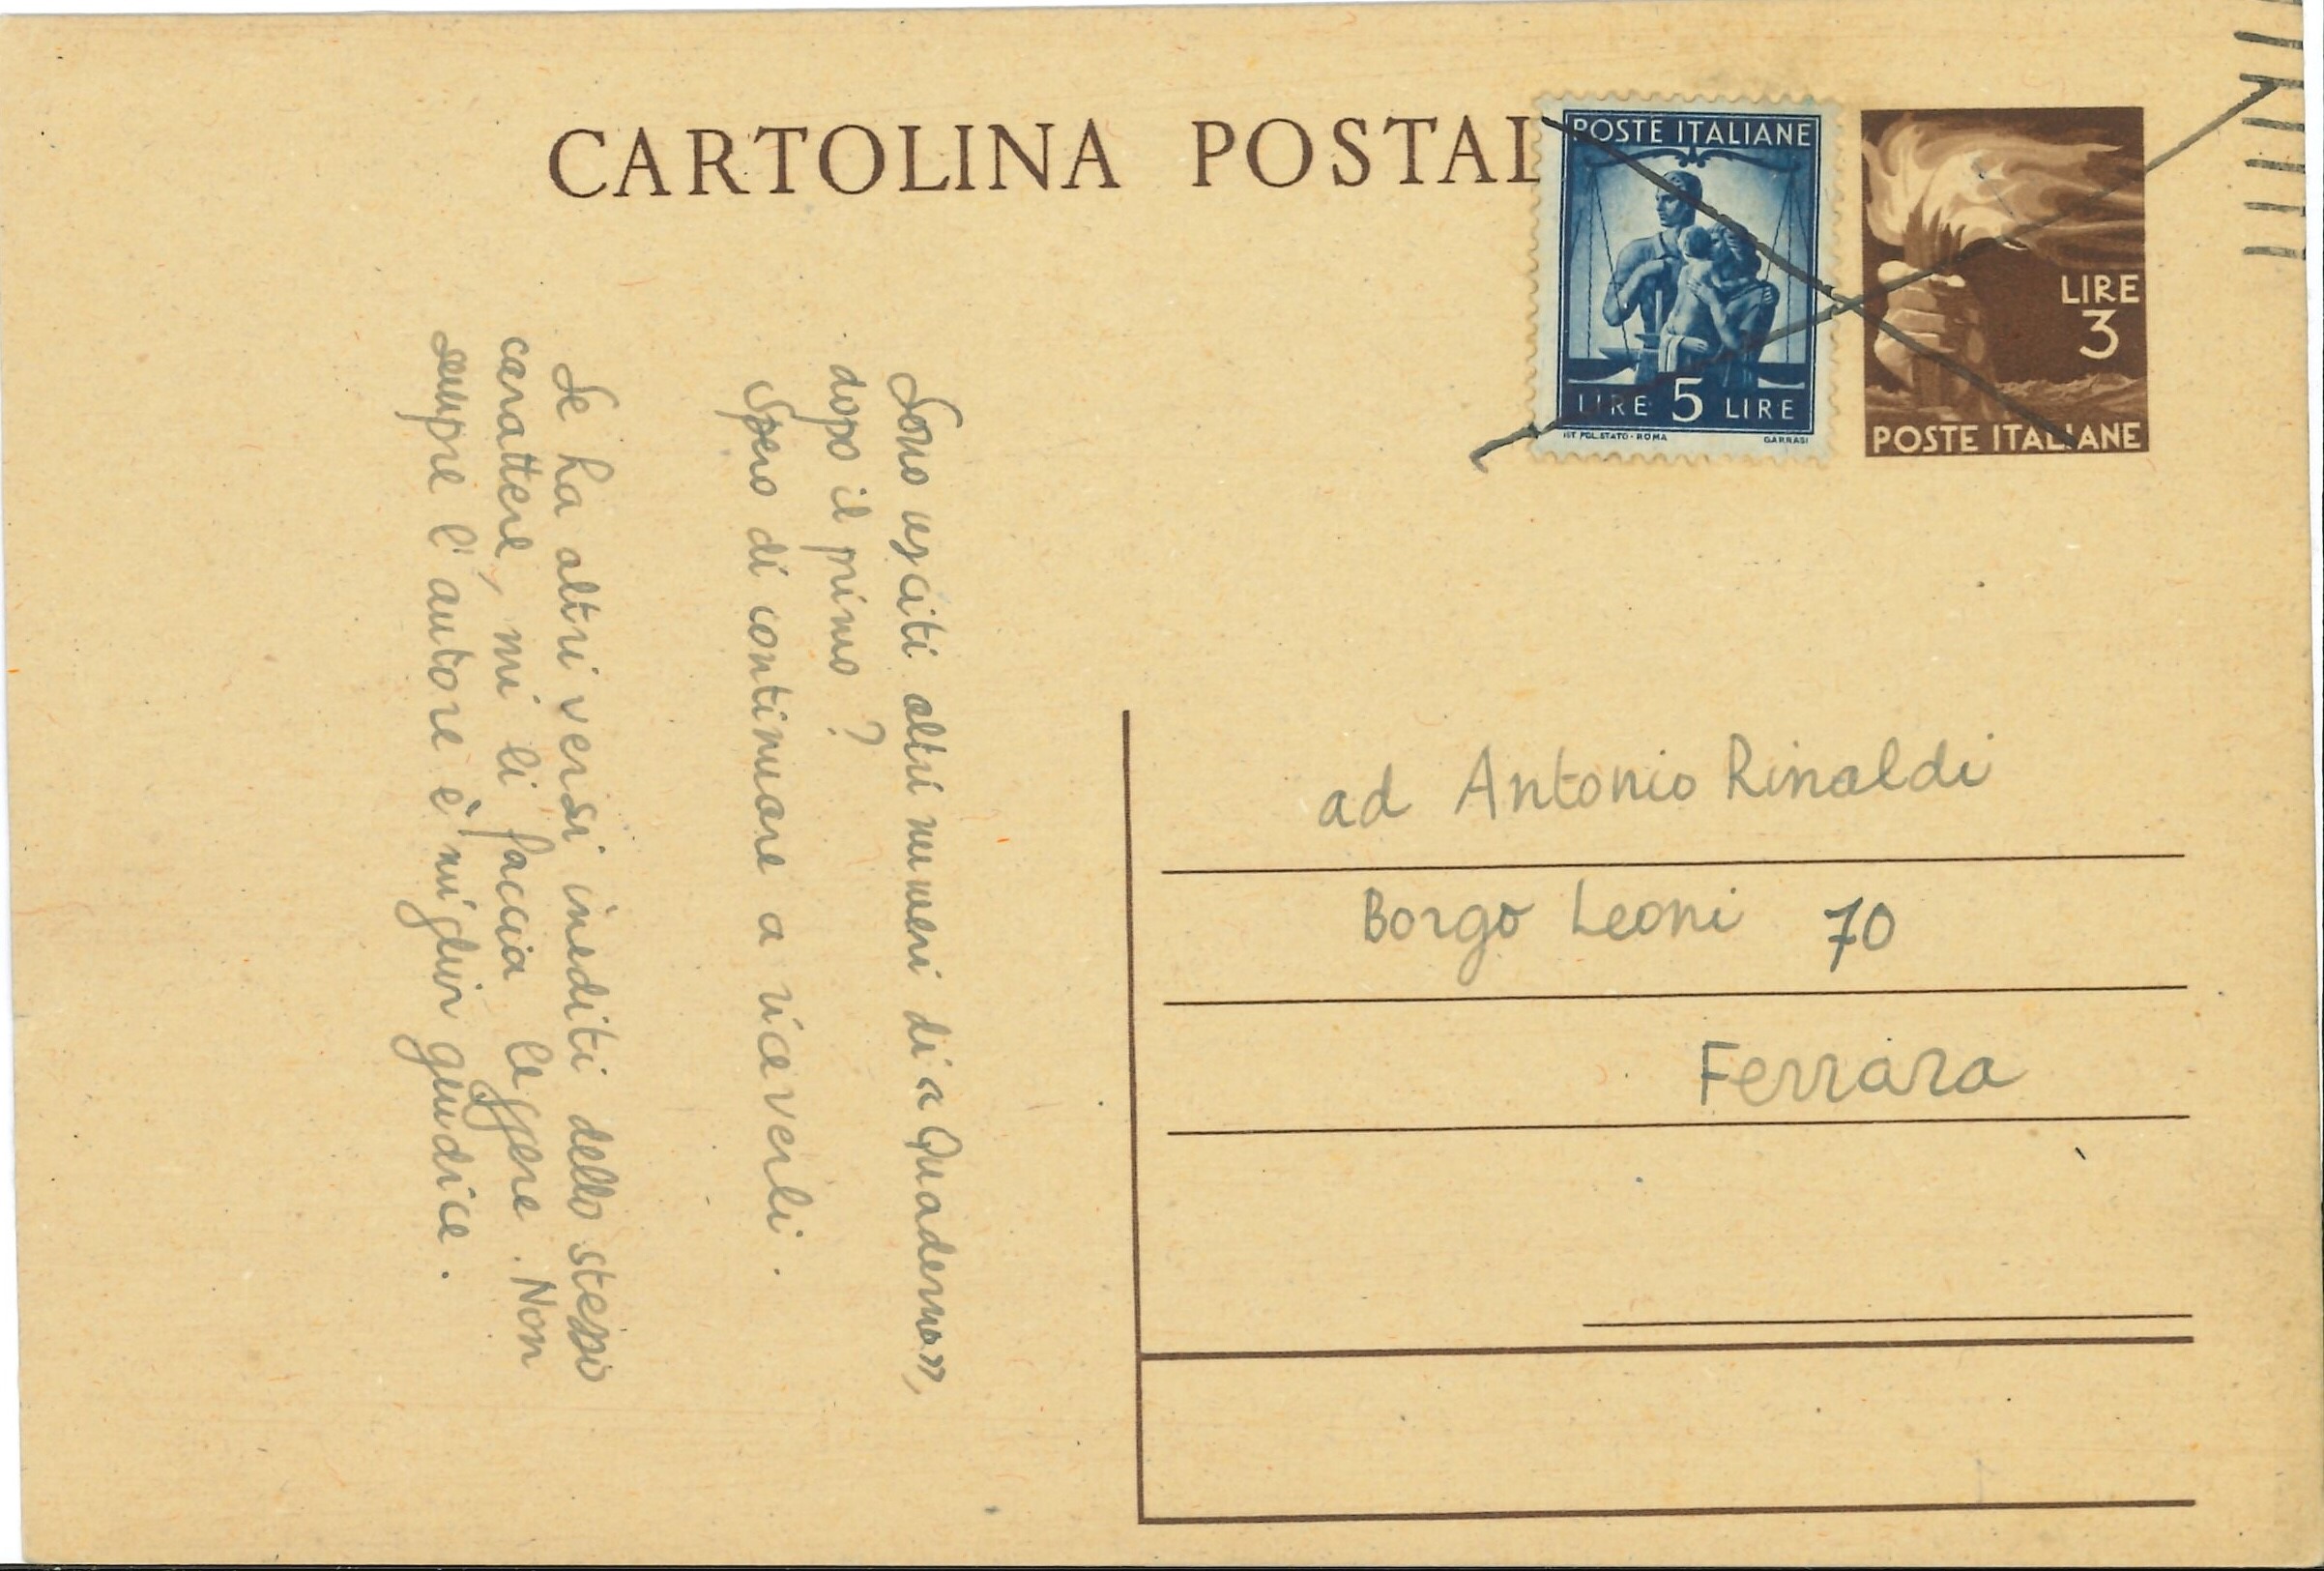 CARTOLINA POSTAL
POSTE ITALIANE
LIRE 5 LIRE
IST. POL. STATO - ROMA GARRASI
LIRE
3
POSTE ITALIANE
Sono usciti altri numeri di «Quaderno»,
dopo il primo?
Spero di continuare a riceverli.
Se ha altri versi inediti dello stesso
carattere, mi li faccia leggere. Non
sempre l'autore è miglior giudice.
ad Antonio Rinaldi
Borgo Leoni 70
Ferrara